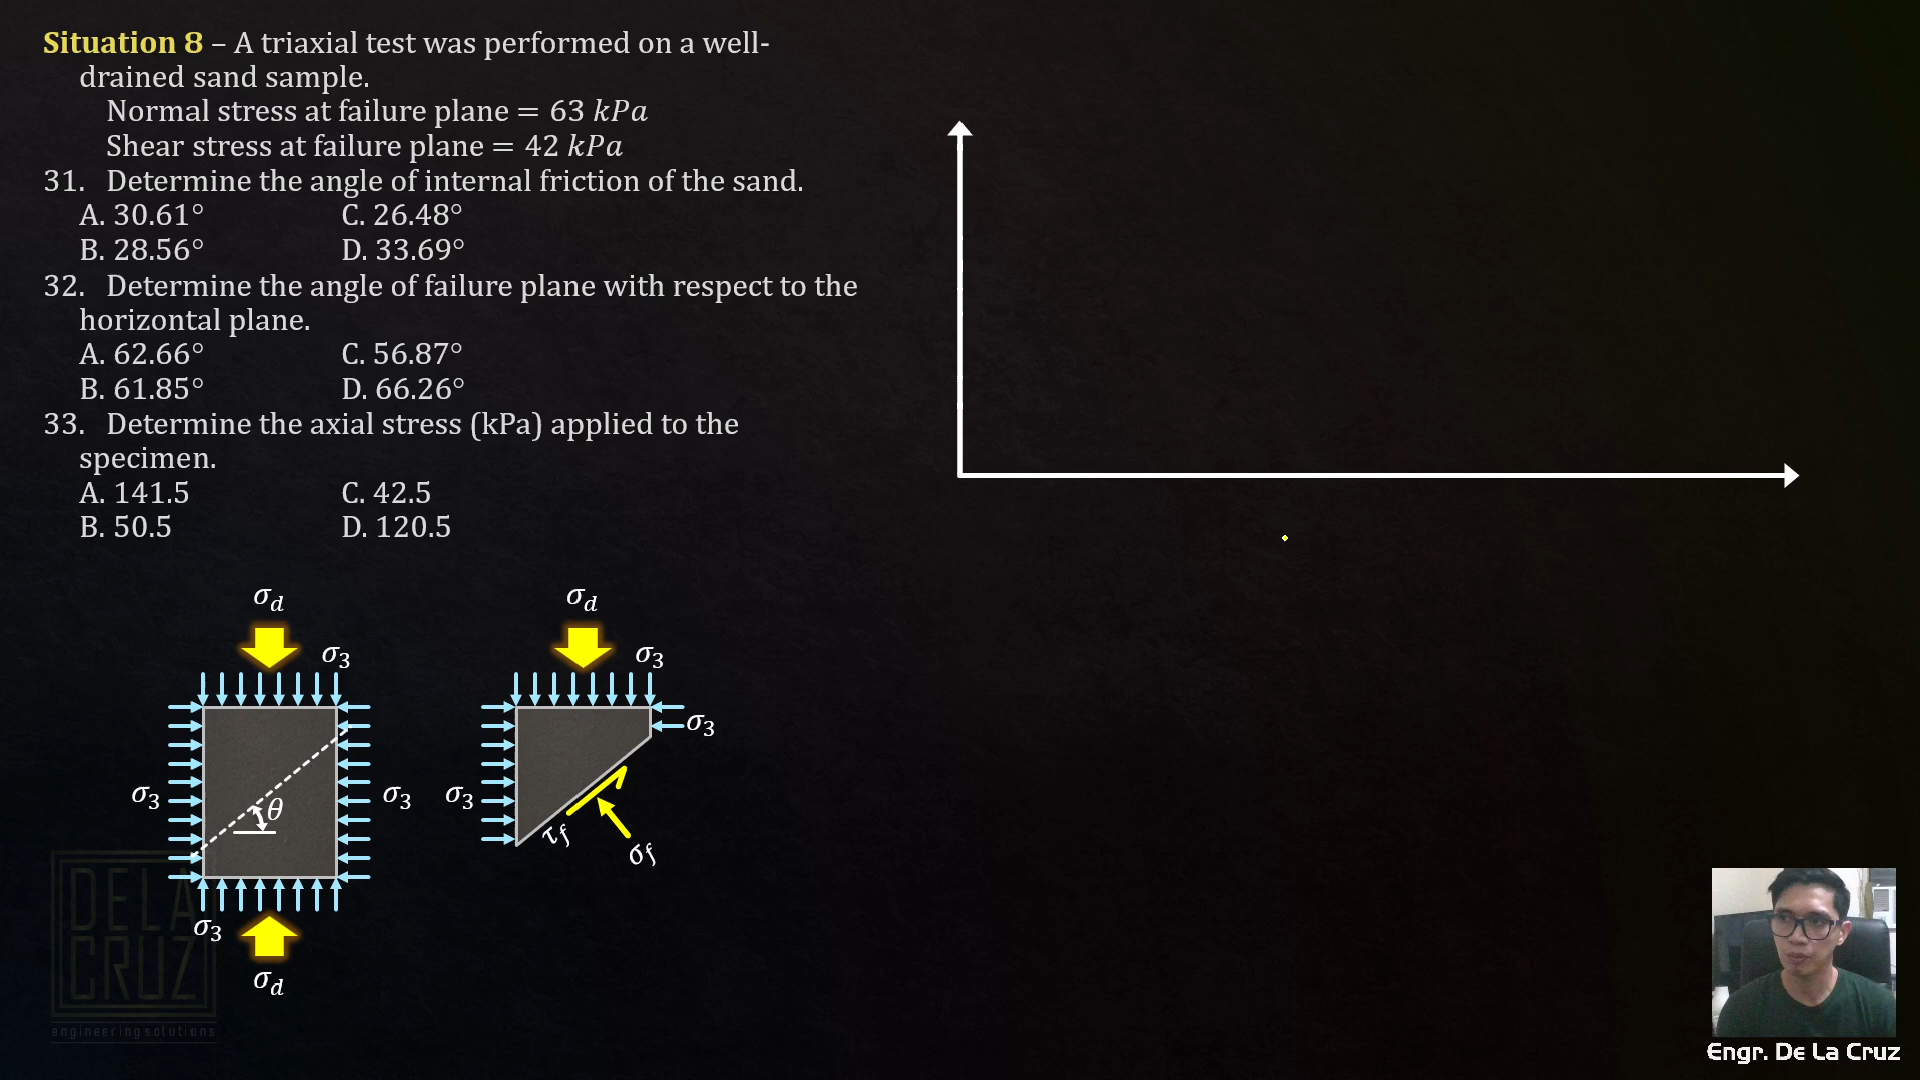 Situation 8 – A triaxial test was performed on a well-
drained sand sample.
Normal stress at failure plane = 63 kPa
Shear stress at failure plane = 42 kPa
31. Determine the angle of internal friction of the sand.
A. 30.61° C. 26.48°
B. 28.56° D. 33.69°
32. Determine the angle of failure plane with respect to the
horizontal plane.
A. 62.66° C. 56.87°
B. 61.85° D. 66.26°
33. Determine the axial stress (kPa) applied to the
specimen.
A. 141.5 C. 42.5
B. 50.5 D. 120.5
σd σd
σ3 σ3
σ3
σ3 θ σ3 σ3
τf σf
σ3
σd
DELA
CRUZ
engineering solutions
Engr. De La Cruz